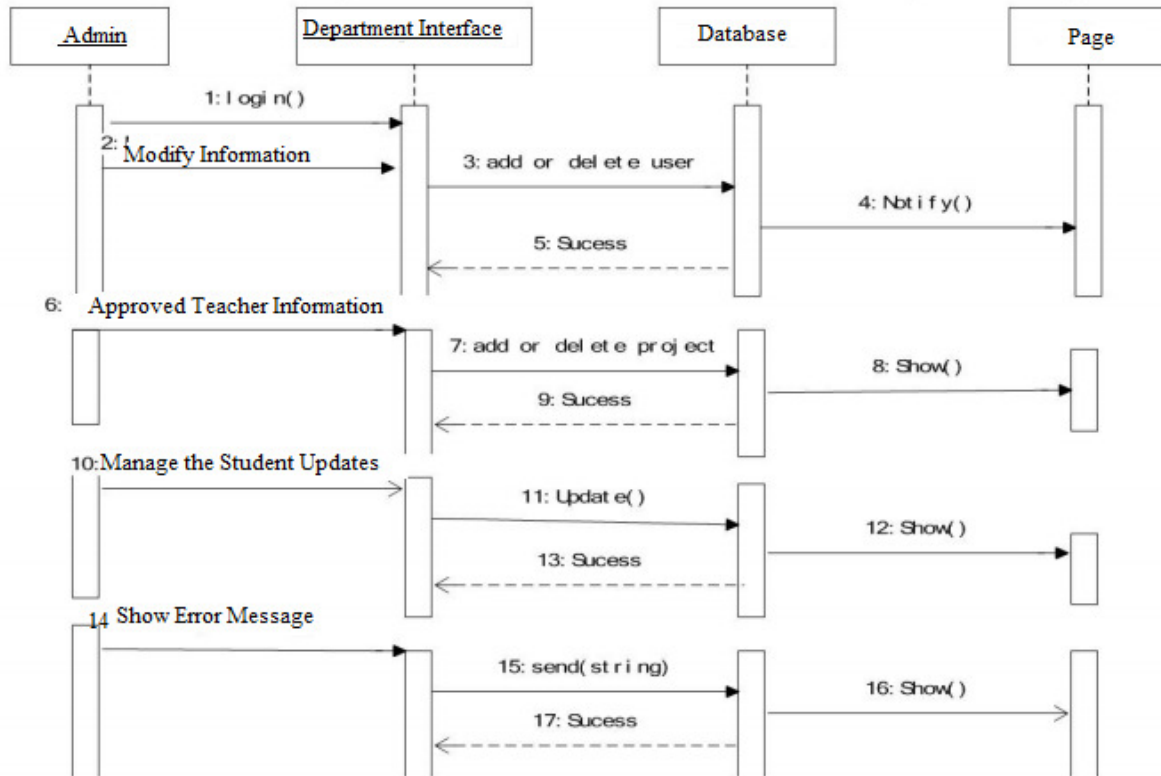 Admin
Department Interface
Database
Page
1: login()
2:
Modify Information
3: add or delete user
4: Notify()
5: Sucess
6: Approved Teacher Information
7: add or delete project
8: Show()
9: Sucess
10: Manage the Student Updates
11: Update()
12: Show()
13: Sucess
14 Show Error Message
15: send(string)
16: Show()
17: Sucess